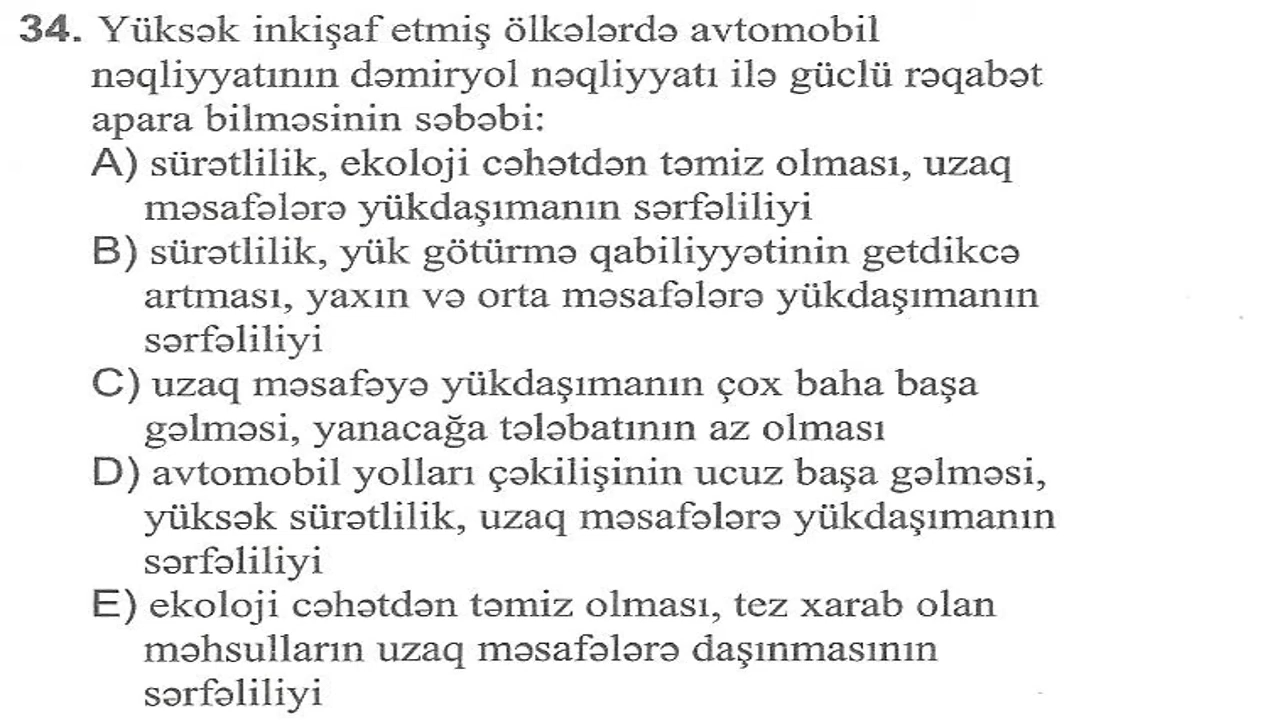 34. Yüksək inkişaf etmiş ölkələrdə avtomobil
nəqliyyatının dəmiryol nəqliyyatı ilə güclü rəqabət
apara bilməsinin səbəbi:
A) sürətlilik, ekoloji cəhətdən təmiz olması, uzaq
məsafələrə yükdaşımanın sərfəliliyi
B) sürətlilik, yük götürmə qabiliyyətinin getdikcə
artması, yaxın və orta məsafələrə yükdaşımanın
sərfəliliyi
C) uzaq məsafəyə yükdaşımanın çox baha başa
gəlməsi, yanacağa tələbatının az olması
D) avtomobil yolları çəkilişinin ucuz başa gəlməsi,
yüksək sürətlilik, uzaq məsafələrə yükdaşımanın
sərfəliliyi
E) ekoloji cəhətdən təmiz olması, tez xarab olan
məhsulların uzaq məsafələrə daşınmasının
sərfəliliyi